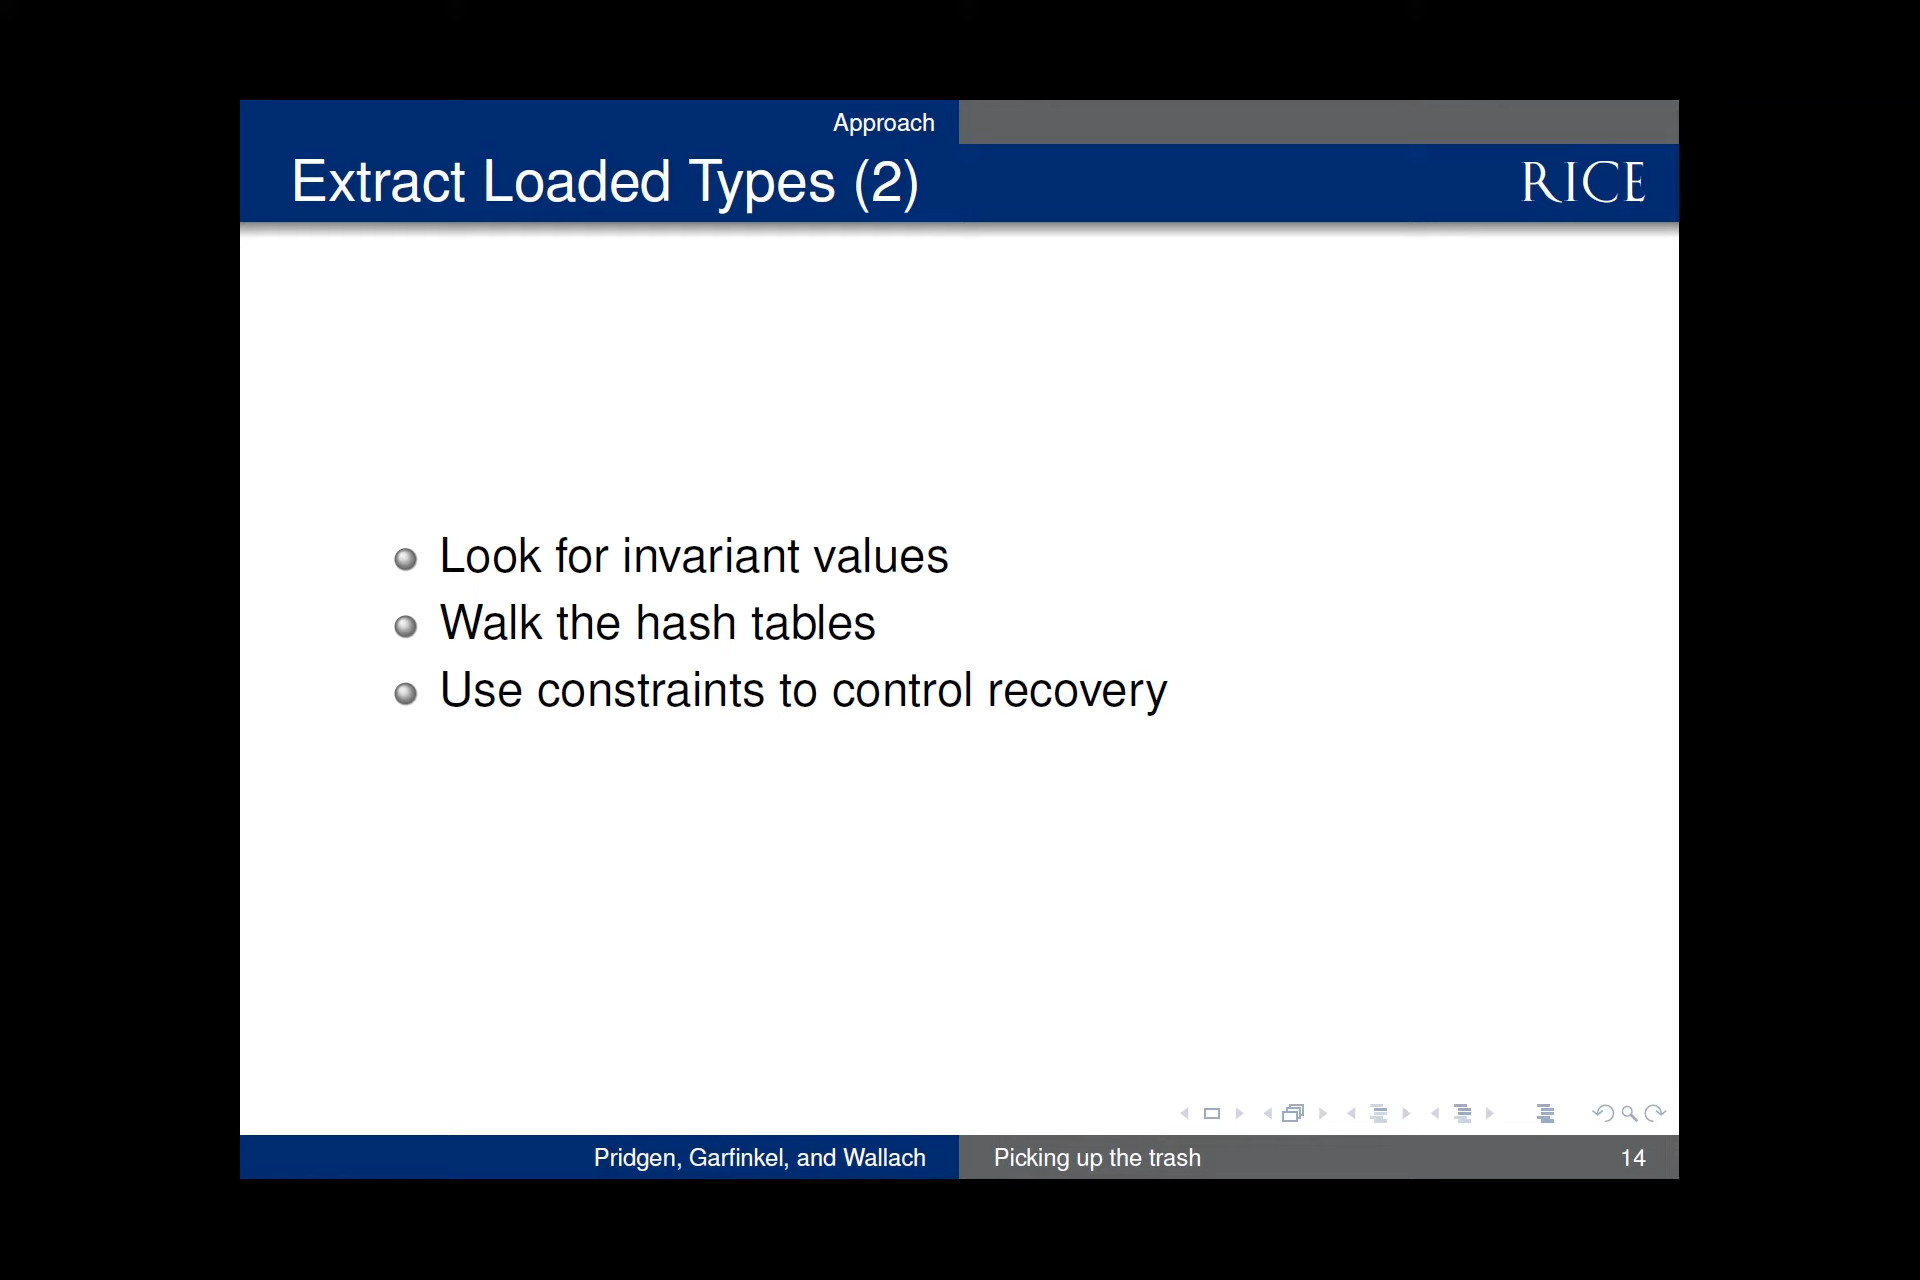 Approach
Extract Loaded Types (2)
RICE
Look for invariant values
Walk the hash tables
Use constraints to control recovery
Pridgen, Garfinkel, and Wallach
Picking up the trash
14